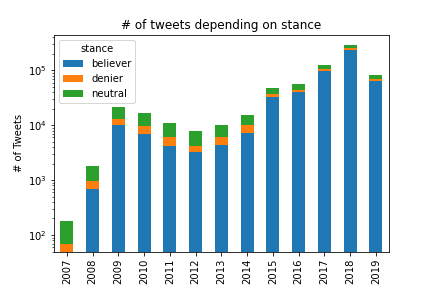 # of tweets depending on stance
stance
believer
denier
neutral
# of Tweets
10^5
10^4
10^3
10^2
2007 2008 2009 2010 2011 2012 2013 2014 2015 2016 2017 2018 2019